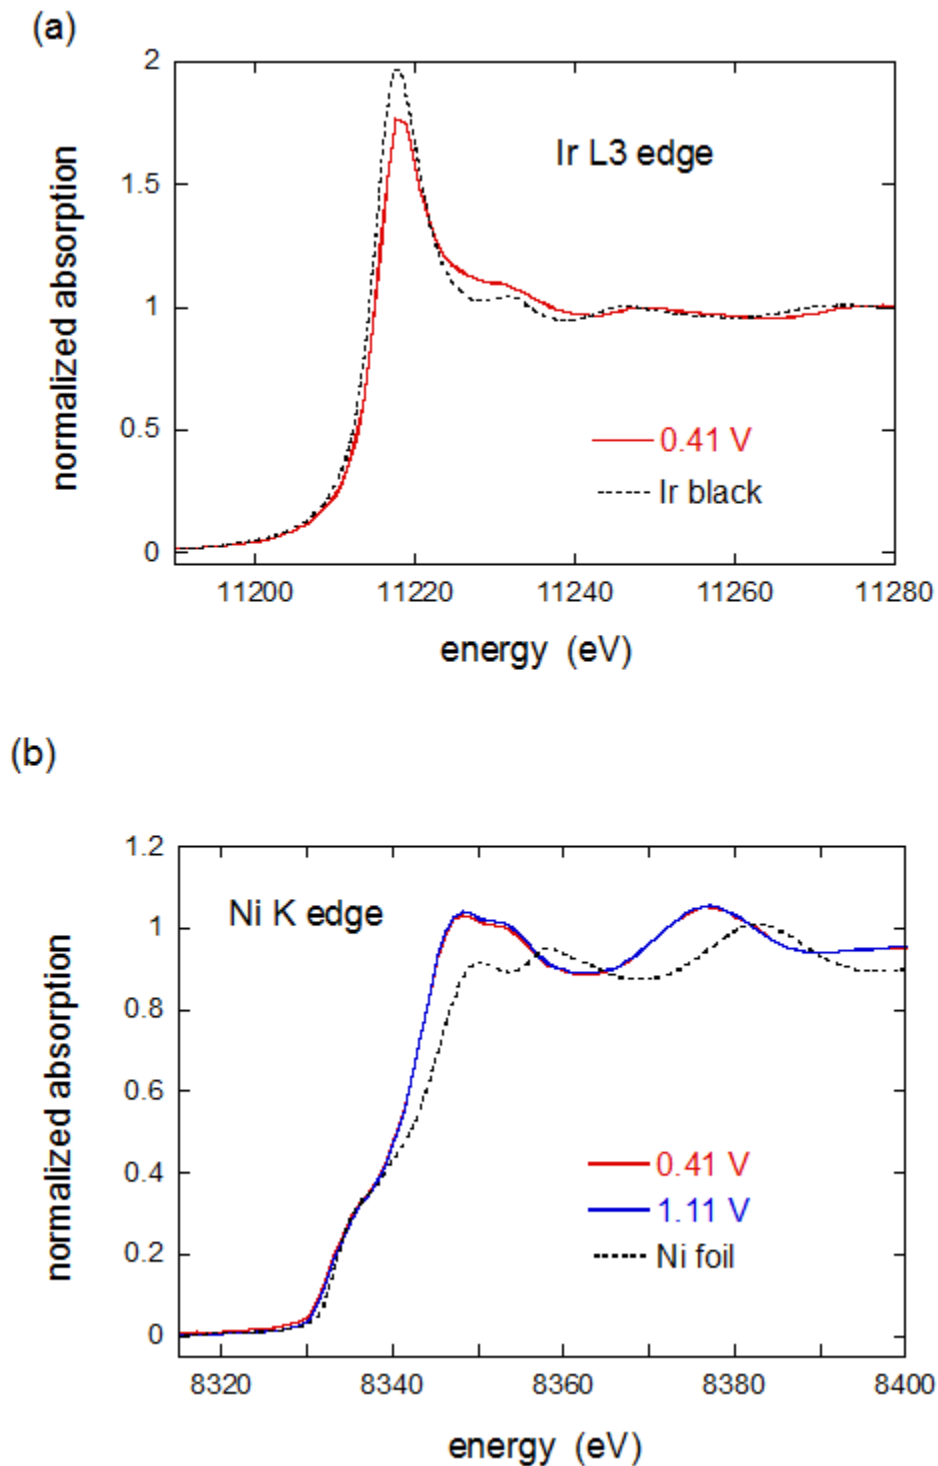 (a)
2
1.5
1
0.5
0
normalized absorption
Ir L3 edge
0.41 V
Ir black
11200 11220 11240 11260 11280
energy (eV)
(b)
1.2
1
0.8
0.6
0.4
0.2
0
normalized absorption
Ni K edge
0.41 V
1.11 V
Ni foil
8320 8340 8360 8380 8400
energy (eV)